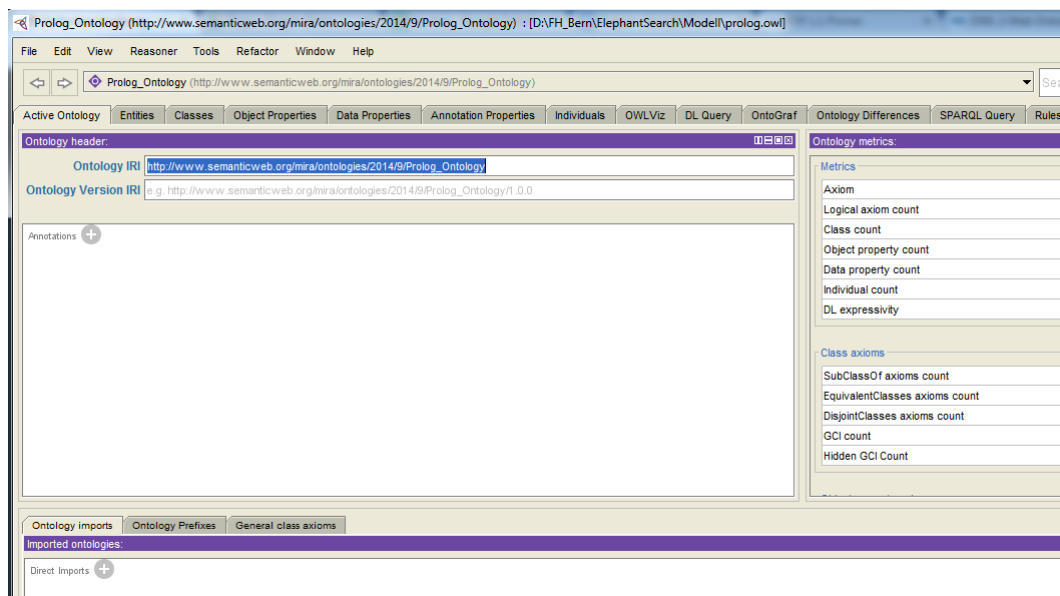 Prolog_Ontology (http://www.semanticweb.org/mira/ontologies/2014/9/Prolog_Ontology) : [D:\FH_Bern\ElephantSearch\Modell\prolog.owl]
File Edit View Reasoner Tools Refactor Window Help
Prolog_Ontology (http://www.semanticweb.org/mira/ontologies/2014/9/Prolog_Ontology)
Active Ontology Entities Classes Object Properties Data Properties Annotation Properties Individuals OWLViz DL Query OntoGraf Ontology Differences SPARQL Query Rules
Ontology header: Ontology metrics:
Ontology IRI http://www.semanticweb.org/mira/ontologies/2014/9/Prolog_Ontology Metrics
Ontology Version IRI e.g. http://www.semanticweb.org/mira/ontologies/2014/9/Prolog_Ontology/1.0.0 Axiom
Logical axiom count
Annotations Class count
Object property count
Data property count
Individual count
DL expressivity
Class axioms
SubClassOf axioms count
EquivalentClasses axioms count
DisjointClasses axioms count
GCI count
Hidden GCI Count
Ontology imports Ontology Prefixes General class axioms
Imported ontologies:
Direct Imports